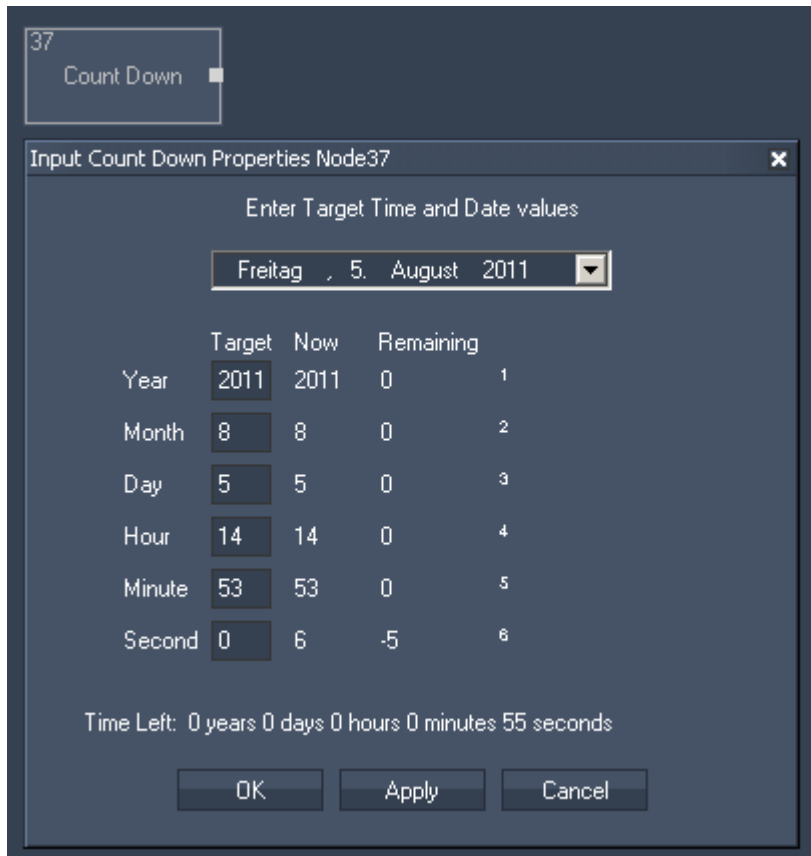 37
Count Down
Input Count Down Properties Node37
Enter Target Time and Date values
Freitag , 5. August 2011
Target Now Remaining
Year 2011 2011 0 1
Month 8 8 0 2
Day 5 5 0 3
Hour 14 14 0 4
Minute 53 53 0 5
Second 0 6 -5 6
Time Left: 0 years 0 days 0 hours 0 minutes 55 seconds
OK Apply Cancel